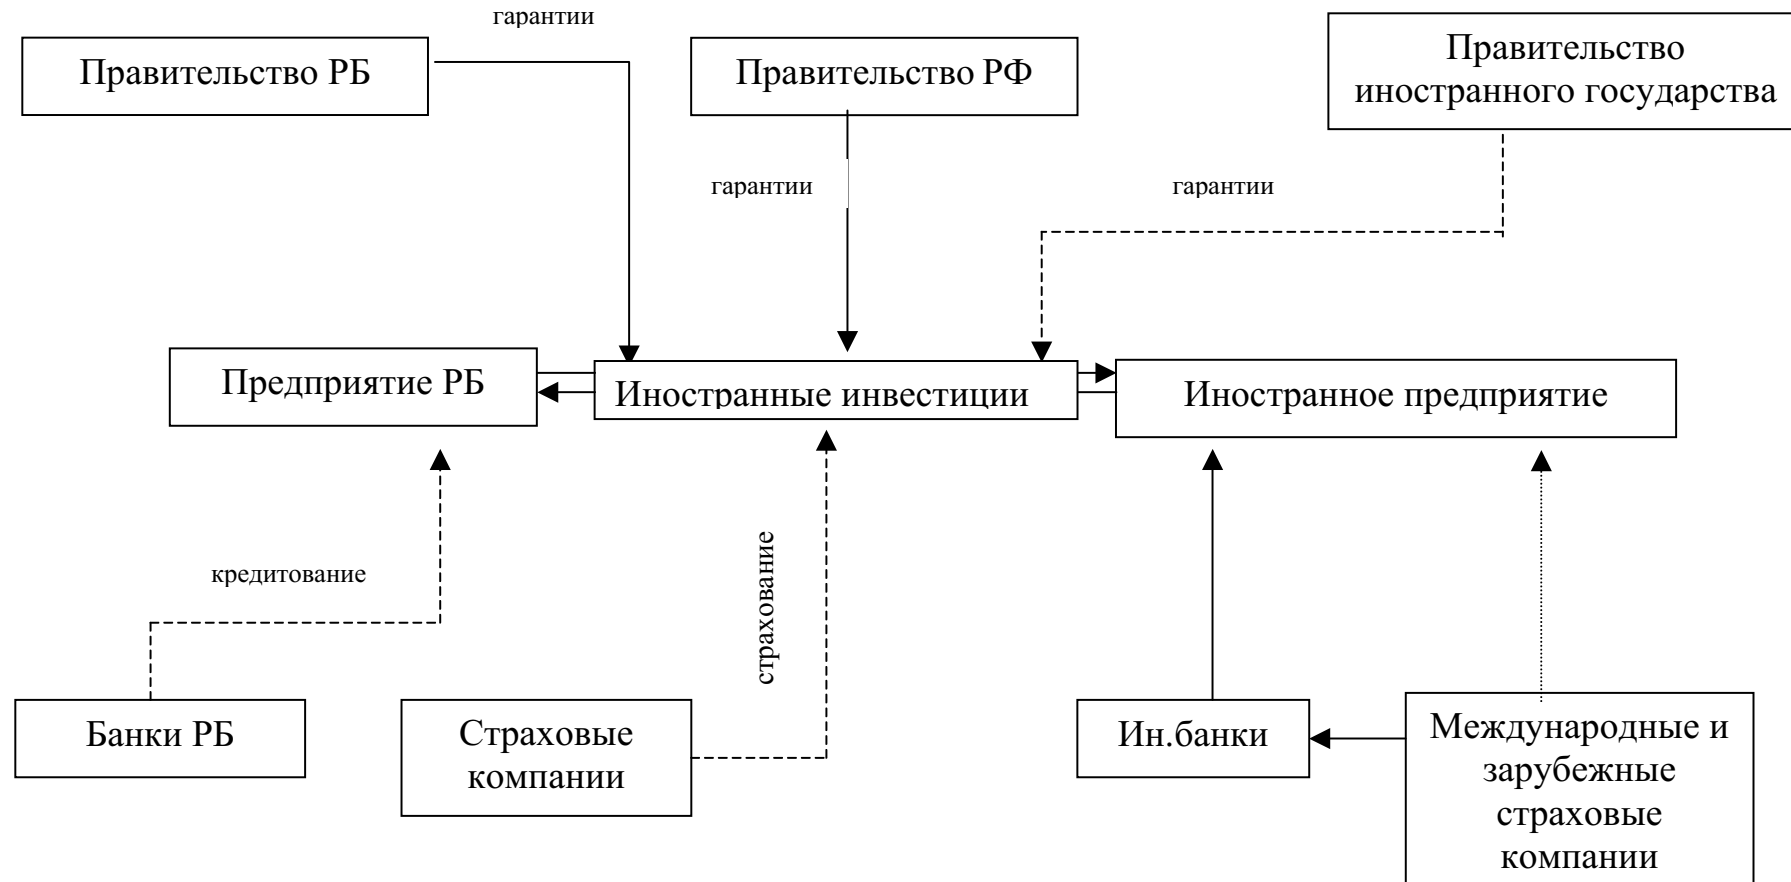 гарантии
Правительство РБ
Правительство РФ
Правительство
иностранного государства
гарантии
гарантии
Предприятие РБ
Иностранные инвестиции
Иностранное предприятие
кредитование
страхование
Банки РБ
Страховые
компании
Ин.банки
Международные и
зарубежные
страховые
компании